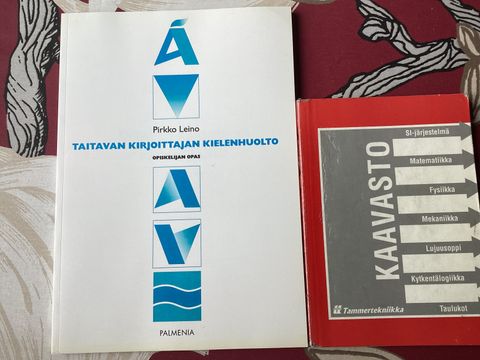 Á
Pirkko Leino
TAITAVAN KIRJOITTAJAN KIELENHUOLTO
OPISKELIJAN OPAS
PALMENIA
KAAVASTO
SI-järjestelmä
Matematiikka
Fysiikka
Mekaniikka
Lujuusoppi
Kytkentälogiikka
Taulukot
Tammertekniikka